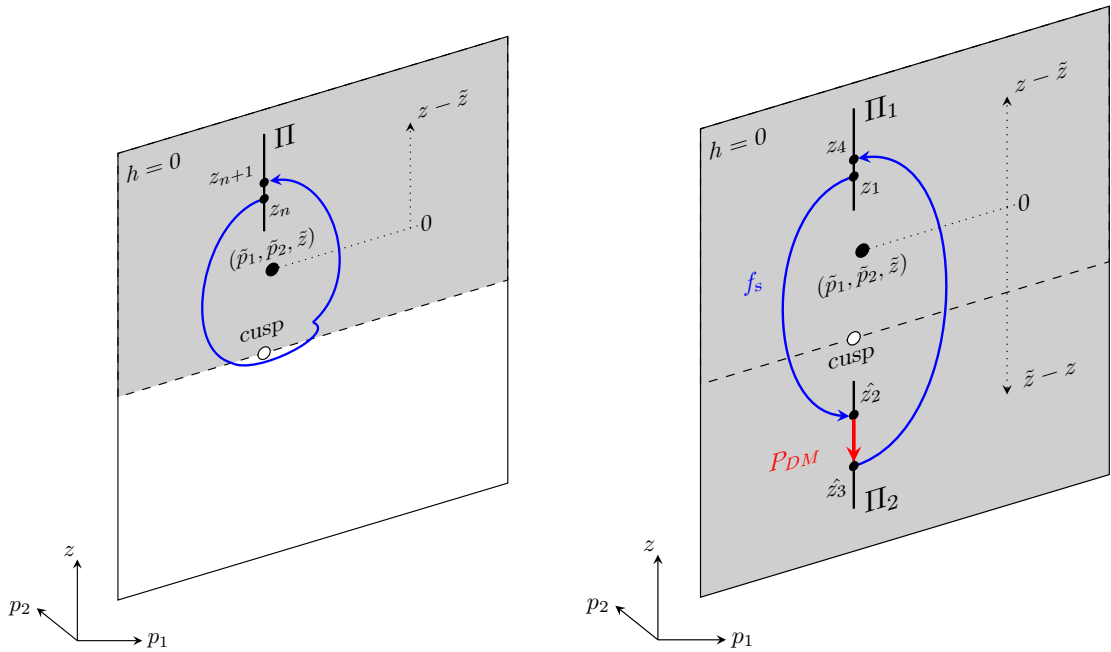 h = 0
Π
z − z̃
z_{n+1}
z_n
0
(p̃_1, p̃_2, z̃)
cusp
z
p_2
p_1
h = 0
Π_1
z − z̃
z_4
z_1
0
(p̃_1, p̃_2, z̃)
f_s
cusp
z̃ − z
ẑ_2
P_{DM}
ẑ_3
Π_2
z
p_2
p_1